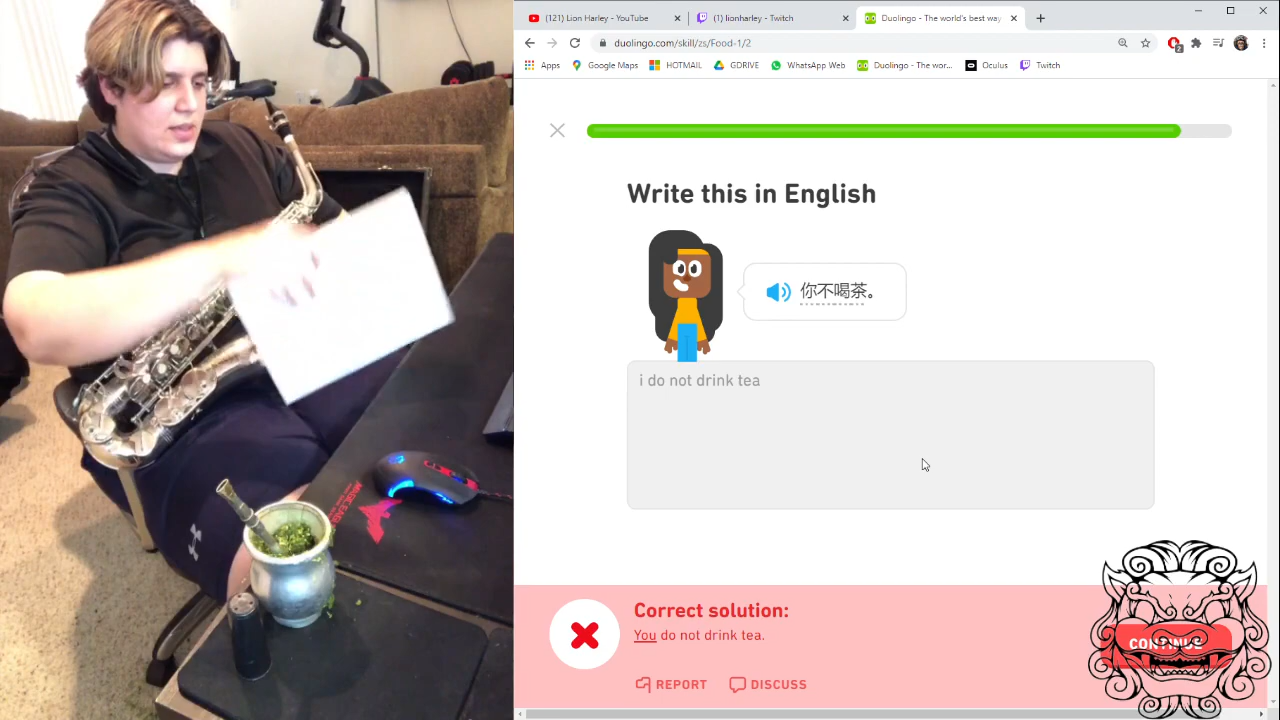 (121) Lion Harley - YouTube
(1) lionharley - Twitch
Duolingo - The world's best way
duolingo.com/skill/zs/Food-1/2
Apps
Google Maps
HOTMAIL
GDRIVE
WhatsApp Web
Duolingo - The wor...
Oculus
Twitch
Write this in English
你不喝茶。
i do not drink tea
Correct solution:
You do not drink tea.
REPORT
DISCUSS
CONTINUE